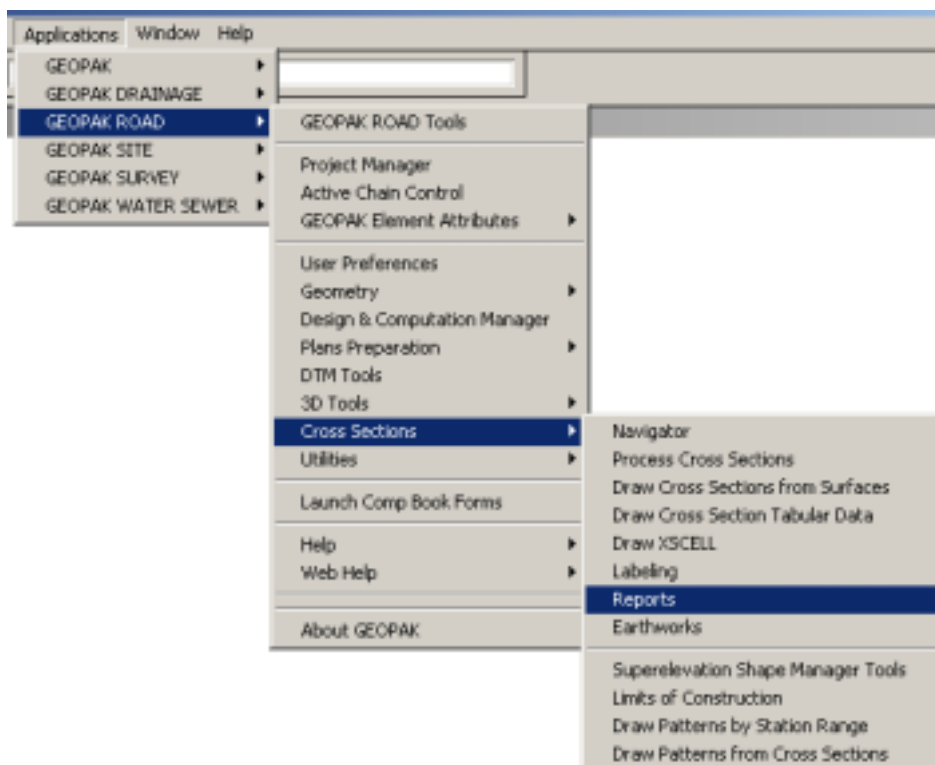 Applications Window Help
GEOPAK
GEOPAK DRAINAGE
GEOPAK ROAD
GEOPAK SITE
GEOPAK SURVEY
GEOPAK WATER SEWER
GEOPAK ROAD Tools
Project Manager
Active Chain Control
GEOPAK Element Attributes
User Preferences
Geometry
Design & Computation Manager
Plans Preparation
DTM Tools
3D Tools
Cross Sections
Utilities
Launch Comp Book Forms
Help
Web Help
About GEOPAK
Navigator
Process Cross Sections
Draw Cross Sections from Surfaces
Draw Cross Section Tabular Data
Draw XSCELL
Labeling
Reports
Earthworks
Superelevation Shape Manager Tools
Limits of Construction
Draw Patterns by Station Range
Draw Patterns from Cross Sections